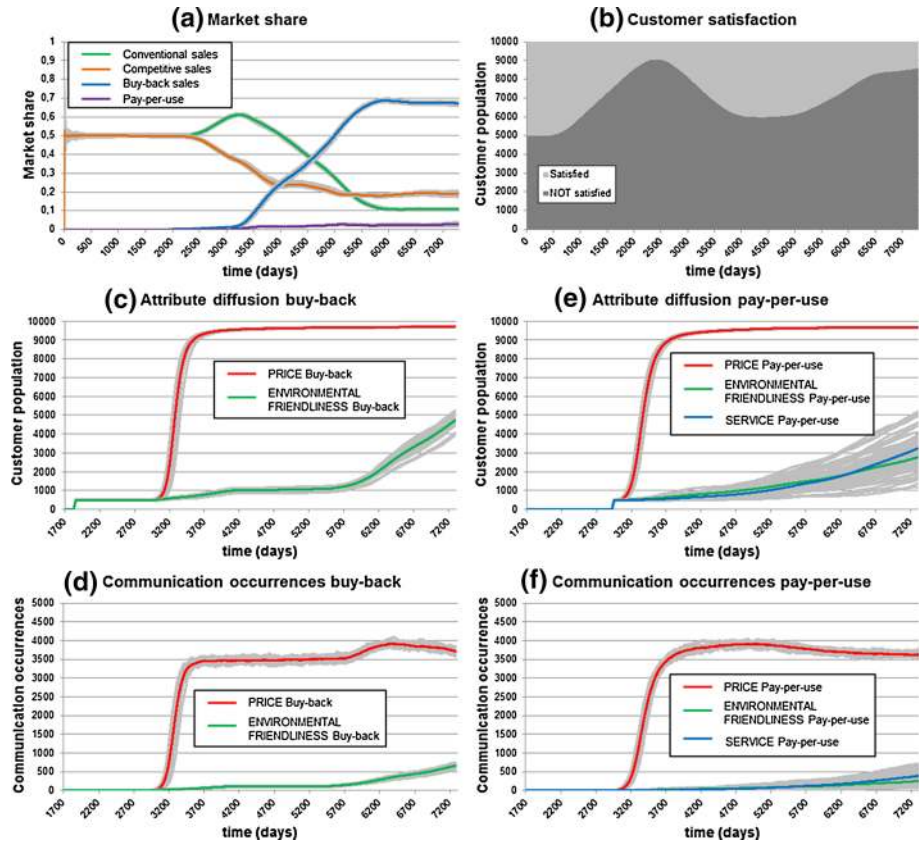 (a) Market share
Market share
1
0,9
0,8
0,7
0,6
0,5
0,4
0,3
0,2
0,1
0
Conventional sales
Competitive sales
Buy-back sales
Pay-per-use
0 500 1000 1500 2000 2500 3000 3500 4000 4500 5000 5500 6000 6500 7000
time (days)
(b) Customer satisfaction
Customer population
10000
9000
8000
7000
6000
5000
4000
3000
2000
1000
0
Satisfied
NOT satisfied
0 500 1000 1500 2000 2500 3000 3500 4000 4500 5000 5500 6000 6500 7000
time (days)
(c) Attribute diffusion buy-back
Customer population
10000
9000
8000
7000
6000
5000
4000
3000
2000
1000
0
PRICE Buy-back
ENVIRONMENTAL
FRIENDLINESS Buy-back
1700 2200 2700 3200 3700 4200 4700 5200 5700 6200 6700 7200
time (days)
(e) Attribute diffusion pay-per-use
Customer population
10000
9000
8000
7000
6000
5000
4000
3000
2000
1000
0
PRICE Pay-per-use
ENVIRONMENTAL
FRIENDLINESS Pay-per-use
SERVICE Pay-per-use
1700 2200 2700 3200 3700 4200 4700 5200 5700 6200 6700 7200
time (days)
(d) Communication occurrences buy-back
Communication occurrences
5000
4500
4000
3500
3000
2500
2000
1500
1000
500
0
PRICE Buy-back
ENVIRONMENTAL
FRIENDLINESS Buy-back
1700 2200 2700 3200 3700 4200 4700 5200 5700 6200 6700 7200
time (days)
(f) Communication occurrences pay-per-use
Communication occurrences
5000
4500
4000
3500
3000
2500
2000
1500
1000
500
0
PRICE Pay-per-use
ENVIRONMENTAL
FRIENDLINESS Pay-per-use
SERVICE Pay-per-use
1700 2200 2700 3200 3700 4200 4700 5200 5700 6200 6700 7200
time (days)